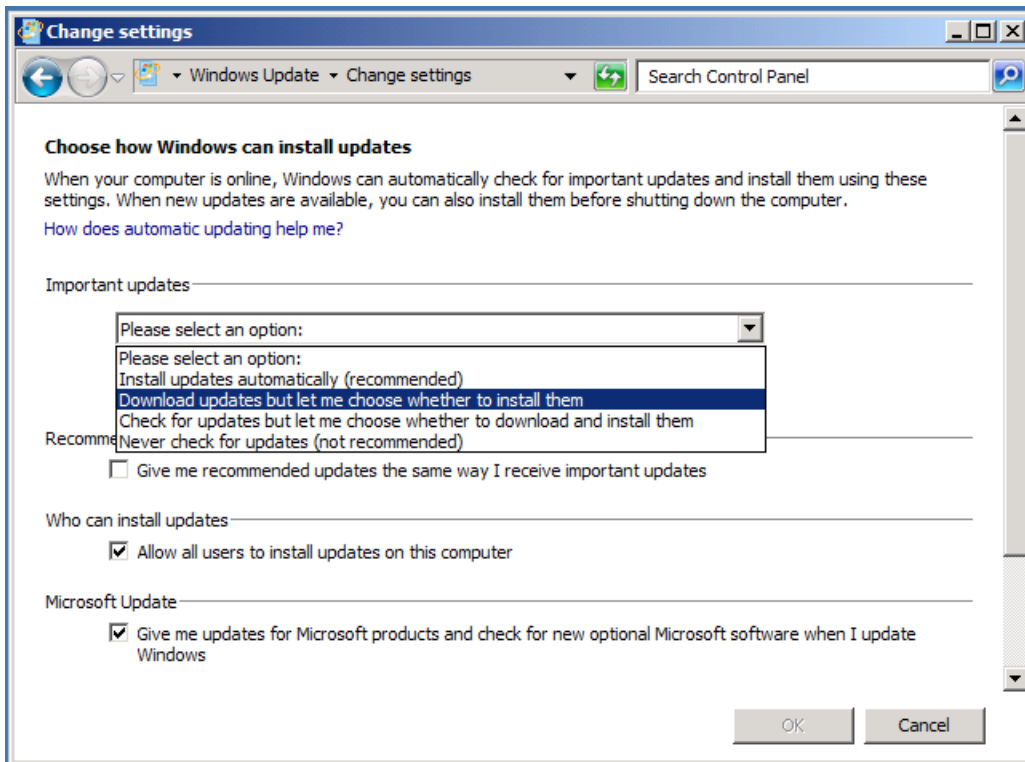 Change settings
Windows Update Change settings
Search Control Panel
Choose how Windows can install updates
When your computer is online, Windows can automatically check for important updates and install them using these
settings. When new updates are available, you can also install them before shutting down the computer.
How does automatic updating help me?
Important updates
Please select an option:
Please select an option:
Install updates automatically (recommended)
Download updates but let me choose whether to install them
Check for updates but let me choose whether to download and install them
Never check for updates (not recommended)
Recomme
Give me recommended updates the same way I receive important updates
Who can install updates
Allow all users to install updates on this computer
Microsoft Update
Give me updates for Microsoft products and check for new optional Microsoft software when I update
Windows
OK Cancel